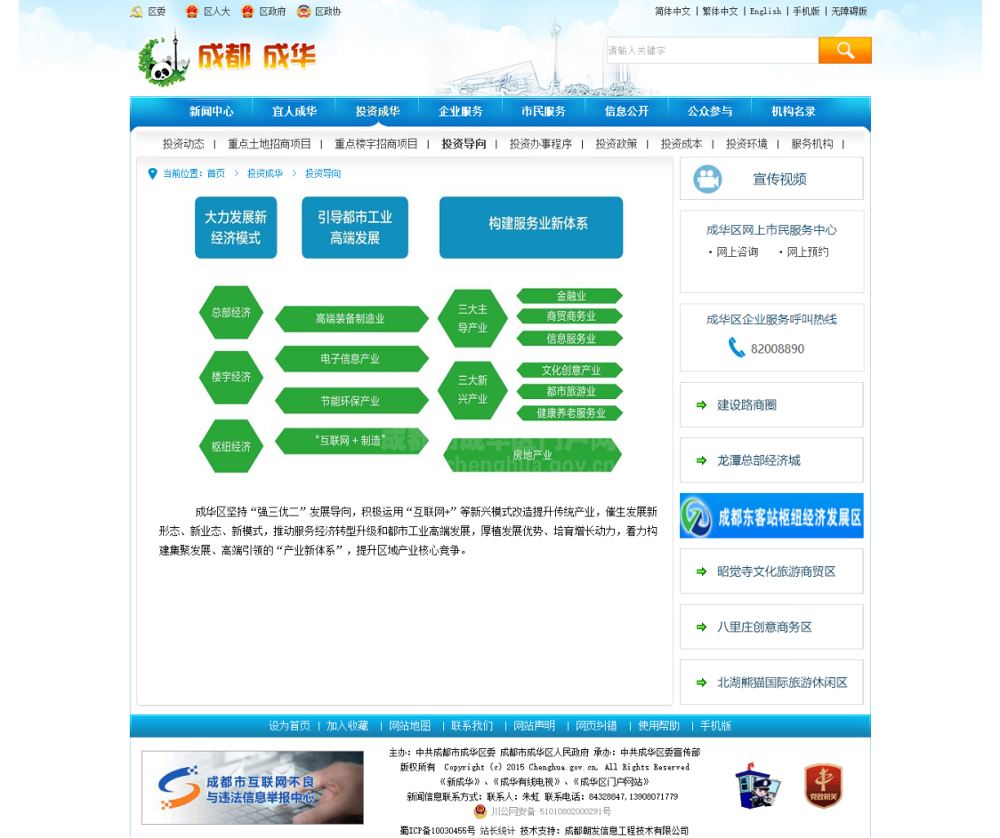 区委 区人大 区政府 区政协
简体中文 | 繁体中文 | English | 手机版 | 无障碍版
成都 成华
请输入关键字
新闻中心 宜人成华 投资成华 企业服务 市民服务 信息公开 公众参与 机构名录
投资动态 | 重点土地招商项目 | 重点楼宇招商项目 | 投资导向 | 投资办事程序 | 投资政策 | 投资成本 | 投资环境 | 服务机构 |
当前位置：首页 > 投资成华 > 投资导向
大力发展新
经济模式
引导都市工业
高端发展
构建服务业新体系
总部经济
楼宇经济
枢纽经济
高端装备制造业
电子信息产业
节能环保产业
“互联网 + 制造”
三大主
导产业
金融业
商贸商务业
信息服务业
三大新
兴产业
文化创意产业
都市旅游业
健康养老服务业
房地产业
chenghua.gov.cn
成华区坚持“强三优二”发展导向，积极运用“互联网+”等新兴模式改造提升传统产业，催生发展新
形态、新业态、新模式，推动服务经济转型升级和都市工业高端发展，厚植发展优势、培育增长动力，着力构
建集聚发展、高端引领的“产业新体系”，提升区域产业核心竞争。
宣传视频
成华区网上市民服务中心
· 网上咨询 · 网上预约
成华区企业服务呼叫热线
82008890
建设路商圈
龙潭总部经济城
成都东客站枢纽经济发展区
昭觉寺文化旅游商贸区
八里庄创意商务区
北湖熊猫国际旅游休闲区
设为首页 | 加入收藏 | 网站地图 | 联系我们 | 网站声明 | 网页纠错 | 使用帮助 | 手机版
成都市互联网不良
与违法信息举报中心
主办：中共成都市成华区委 成都市成华区人民政府 承办：中共成华区委宣传部
版权所有 Copyright (c) 2015 Chenghua.gov.cn, All Rights Reserved
《新成华》、《成华有线电视》、《成华区门户网站》
新闻信息联系方式：联系人：朱虹 联系电话：84328847,13908071779
川公网安备 51010802000291号
蜀ICP备10030455号 站长统计 技术支持：成都朝发信息工程技术有限公司
党政机关